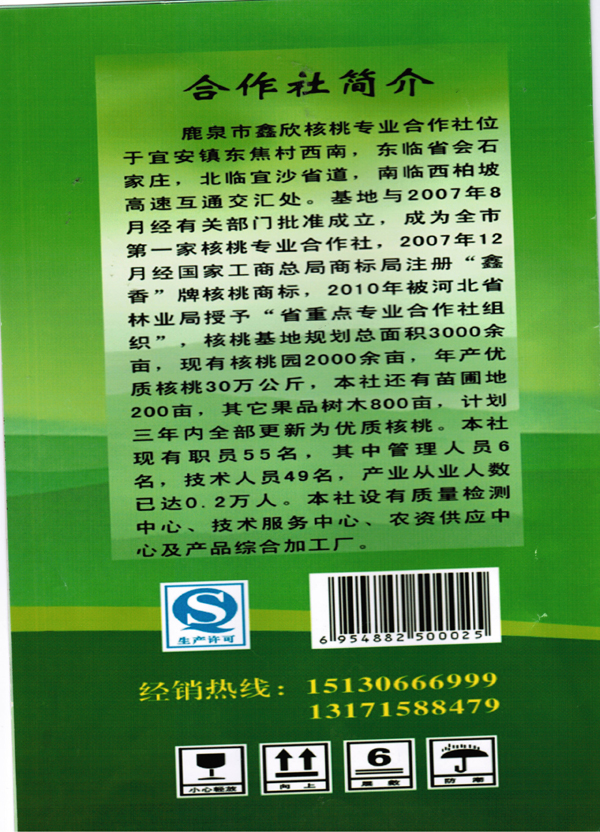 合作社简介
鹿泉市鑫欣核桃专业合作社位
于宜安镇东焦村西南，东临省会石
家庄，北临宜沙省道，南临西柏坡
高速互通交汇处。基地与2007年8
月经有关部门批准成立，成为全市
第一家核桃专业合作社，2007年12
月经国家工商总局商标局注册“鑫
香”牌核桃商标，2010年被河北省
林业局授予“省重点专业合作社组
织”，核桃基地规划总面积3000余
亩，现有核桃园2000余亩，年产优
质核桃30万公斤，本社还有苗圃地
200亩，其它果品树木800亩，计划
三年内全部更新为优质核桃。本社
现有职员55名，其中管理人员6
名，技术人员49名，产业从业人数
已达0.2万人。本社设有质量检测
中心、技术服务中心、农资供应中
心及产品综合加工厂。
生产许可
6 954882 500025
经销热线：15130666999
13171588479
小心轻放
向上
6
层数
防潮